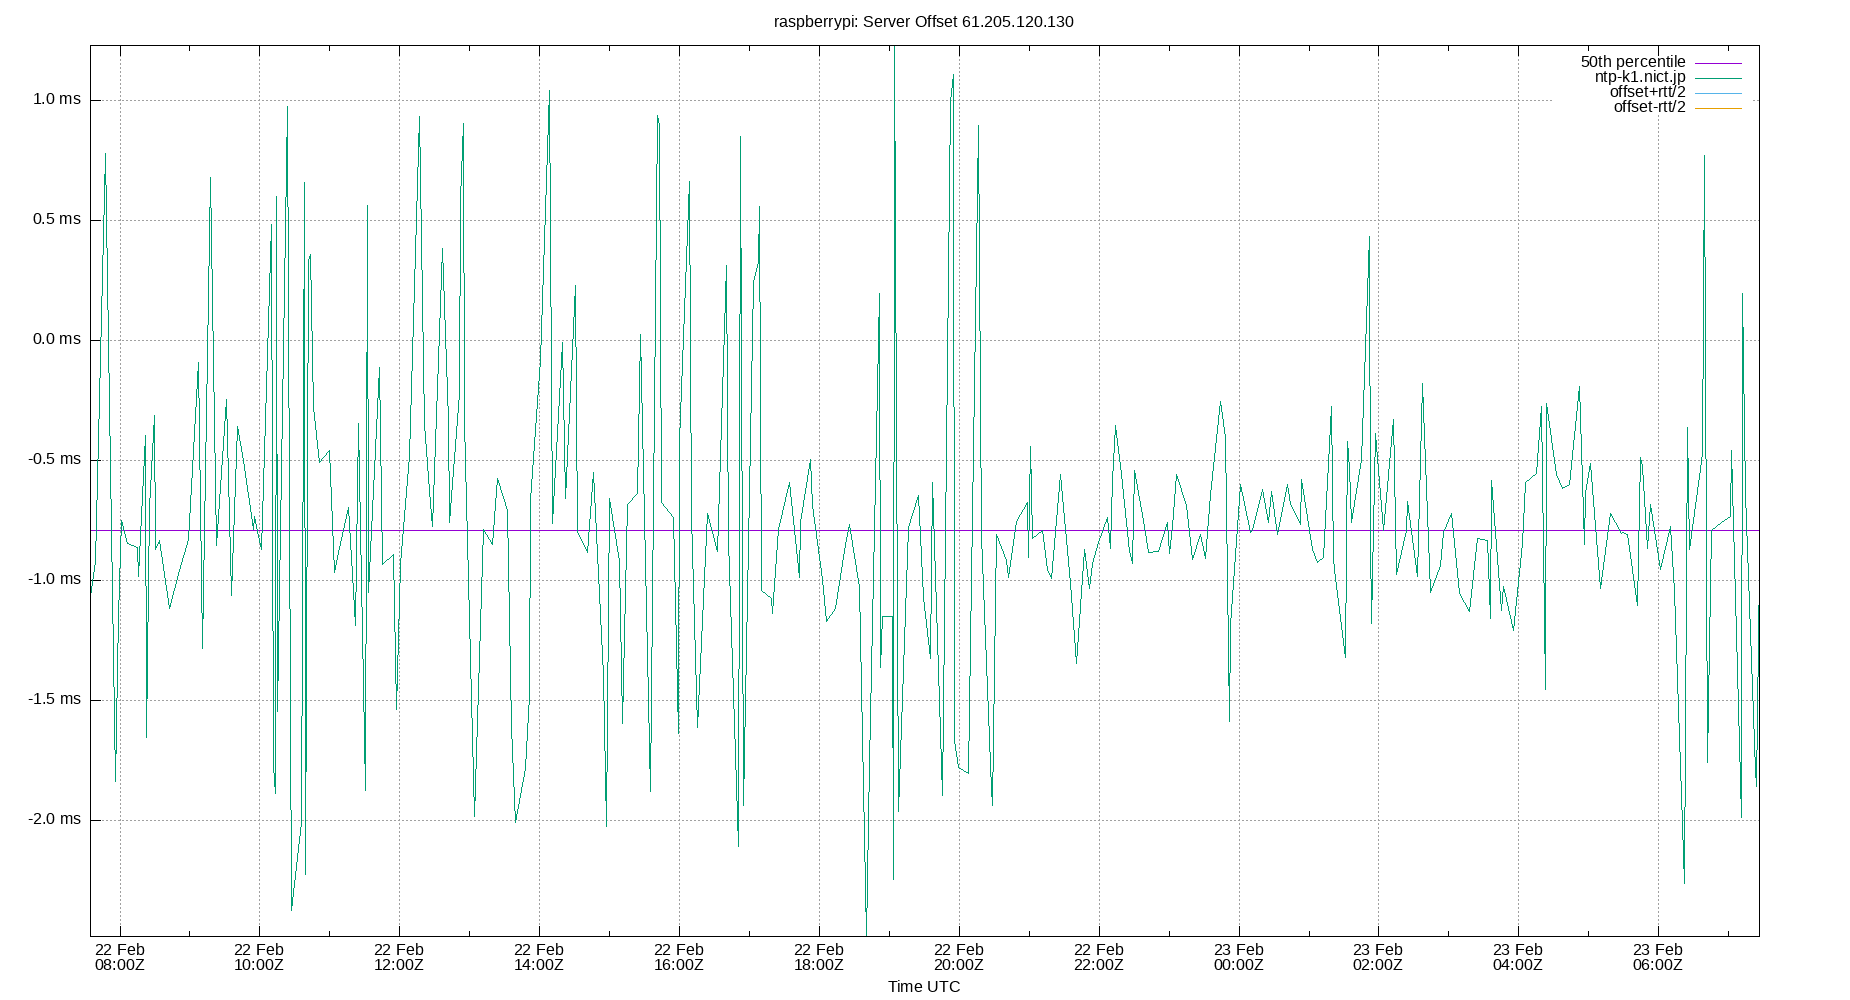 raspberrypi: Server Offset 61.205.120.130
50th percentile
ntp-k1.nict.jp
offset+rtt/2
offset-rtt/2
1.0 ms
0.5 ms
0.0 ms
-0.5 ms
-1.0 ms
-1.5 ms
-2.0 ms
22 Feb 22 Feb 22 Feb 22 Feb 22 Feb 22 Feb 22 Feb 22 Feb 23 Feb 23 Feb 23 Feb 23 Feb
08:00Z 10:00Z 12:00Z 14:00Z 16:00Z 18:00Z 20:00Z 22:00Z 00:00Z 02:00Z 04:00Z 06:00Z
Time UTC